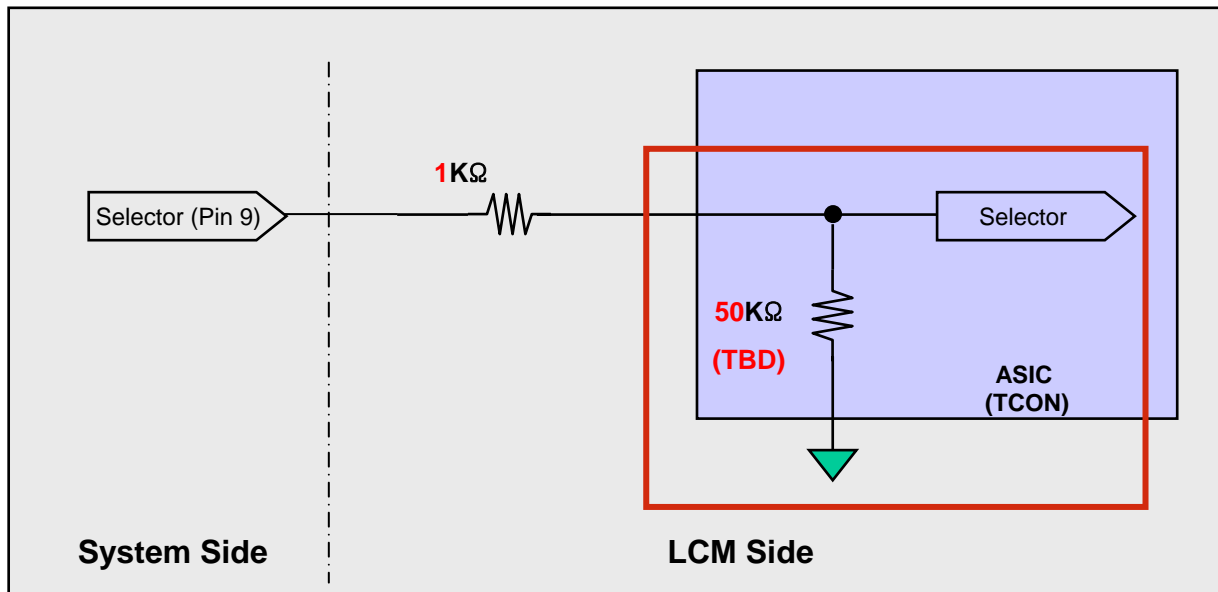 1KΩ
Selector (Pin 9)
Selector
50KΩ
(TBD)
ASIC
(TCON)
System Side
LCM Side